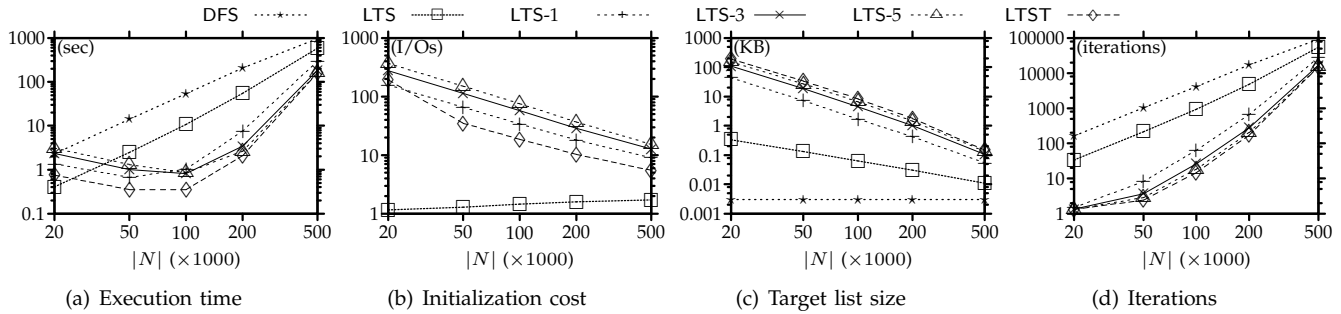 DFS LTS LTS-1 LTS-3 LTS-5 LTST
(sec)
1000
100
10
1
0.1
20 50 100 200 500
|N| (×1000)
(a) Execution time
(I/Os)
1000
100
10
1
20 50 100 200 500
|N| (×1000)
(b) Initialization cost
(KB)
1000
100
10
1
0.1
0.01
0.001
20 50 100 200 500
|N| (×1000)
(c) Target list size
(iterations)
100000
10000
1000
100
10
1
20 50 100 200 500
|N| (×1000)
(d) Iterations